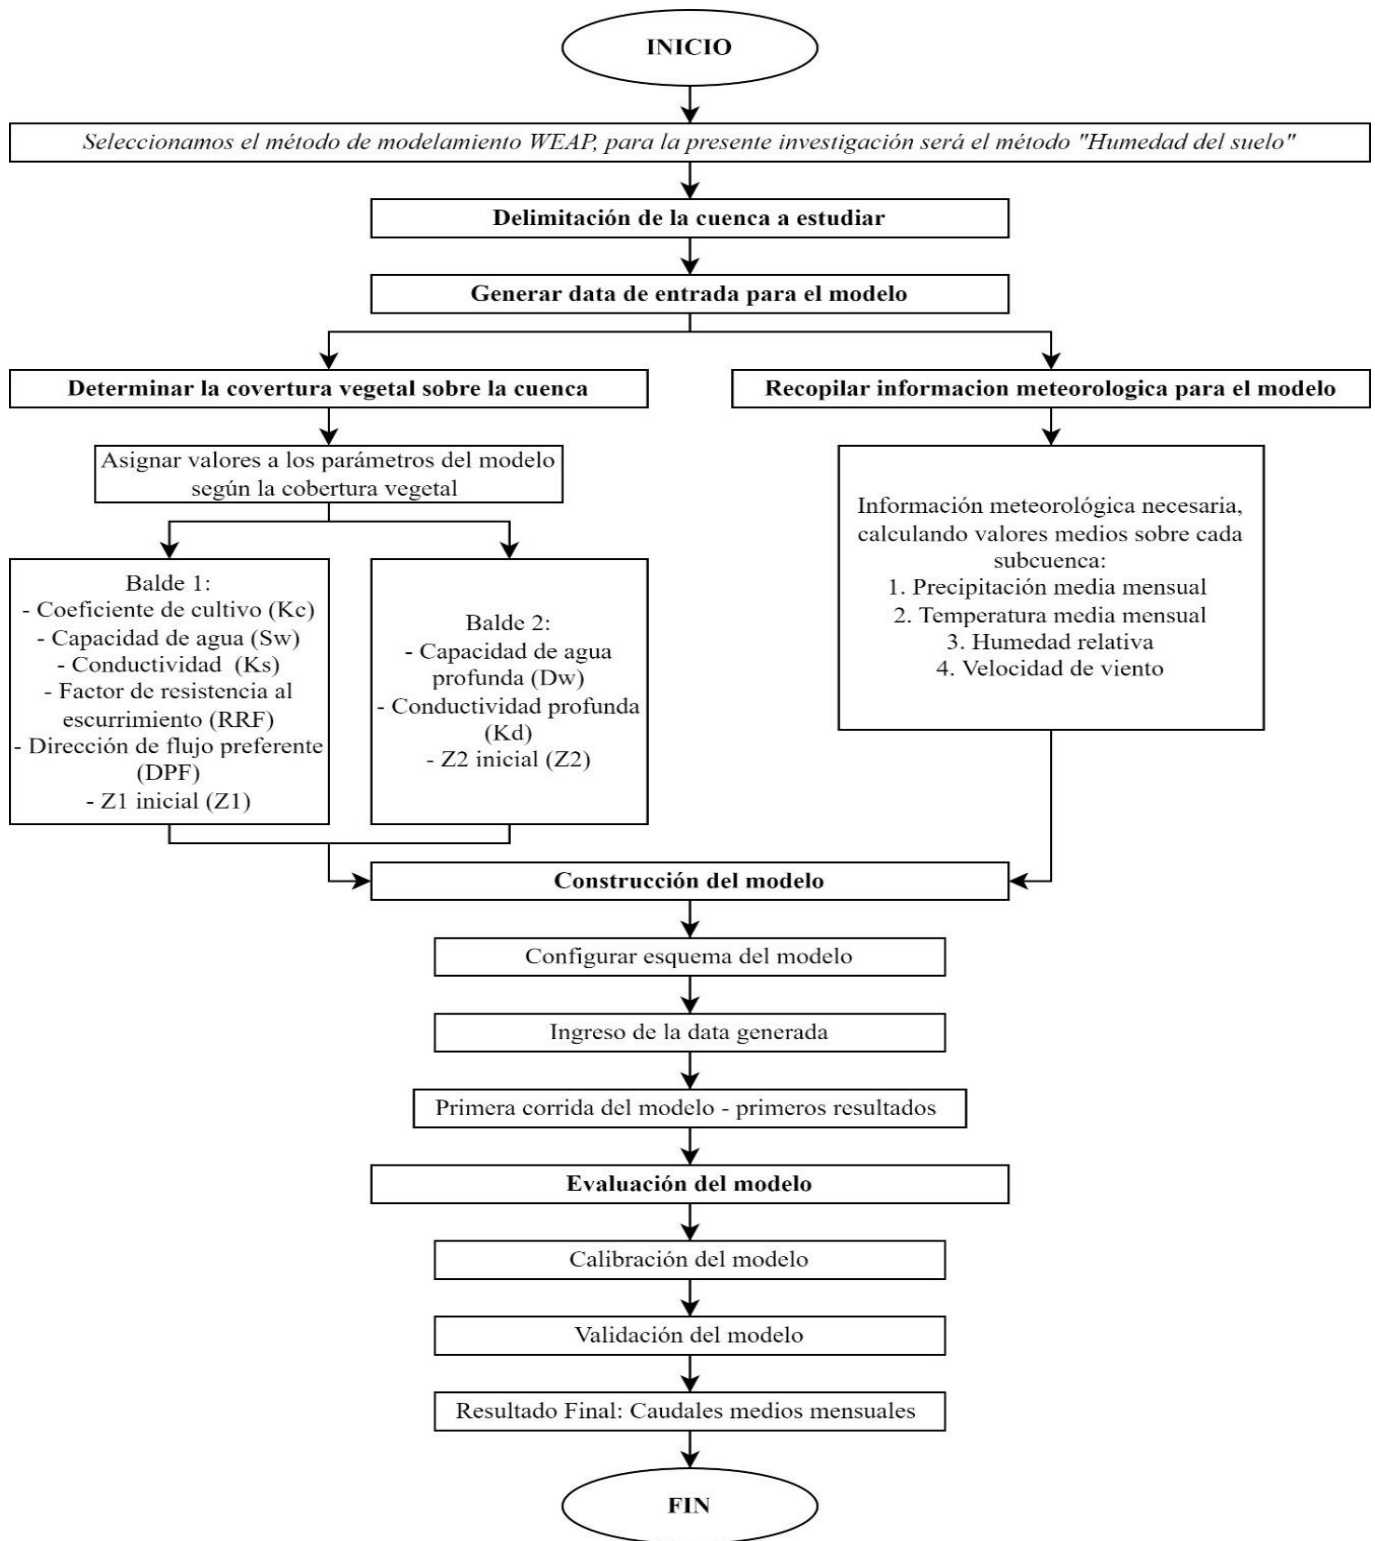 INICIO
Seleccionamos el método de modelamiento WEAP, para la presente investigación será el método "Humedad del suelo"
Delimitación de la cuenca a estudiar
Generar data de entrada para el modelo
Determinar la covertura vegetal sobre la cuenca
Recopilar informacion meteorologica para el modelo
Asignar valores a los parámetros del modelo
según la cobertura vegetal
Balde 1:
- Coeficiente de cultivo (Kc)
- Capacidad de agua (Sw)
- Conductividad (Ks)
- Factor de resistencia al
escurrimiento (RRF)
- Dirección de flujo preferente
(DPF)
- Z1 inicial (Z1)
Balde 2:
- Capacidad de agua
profunda (Dw)
- Conductividad profunda
(Kd)
- Z2 inicial (Z2)
Información meteorológica necesaria,
calculando valores medios sobre cada
subcuenca:
1. Precipitación media mensual
2. Temperatura media mensual
3. Humedad relativa
4. Velocidad de viento
Construcción del modelo
Configurar esquema del modelo
Ingreso de la data generada
Primera corrida del modelo - primeros resultados
Evaluación del modelo
Calibración del modelo
Validación del modelo
Resultado Final: Caudales medios mensuales
FIN